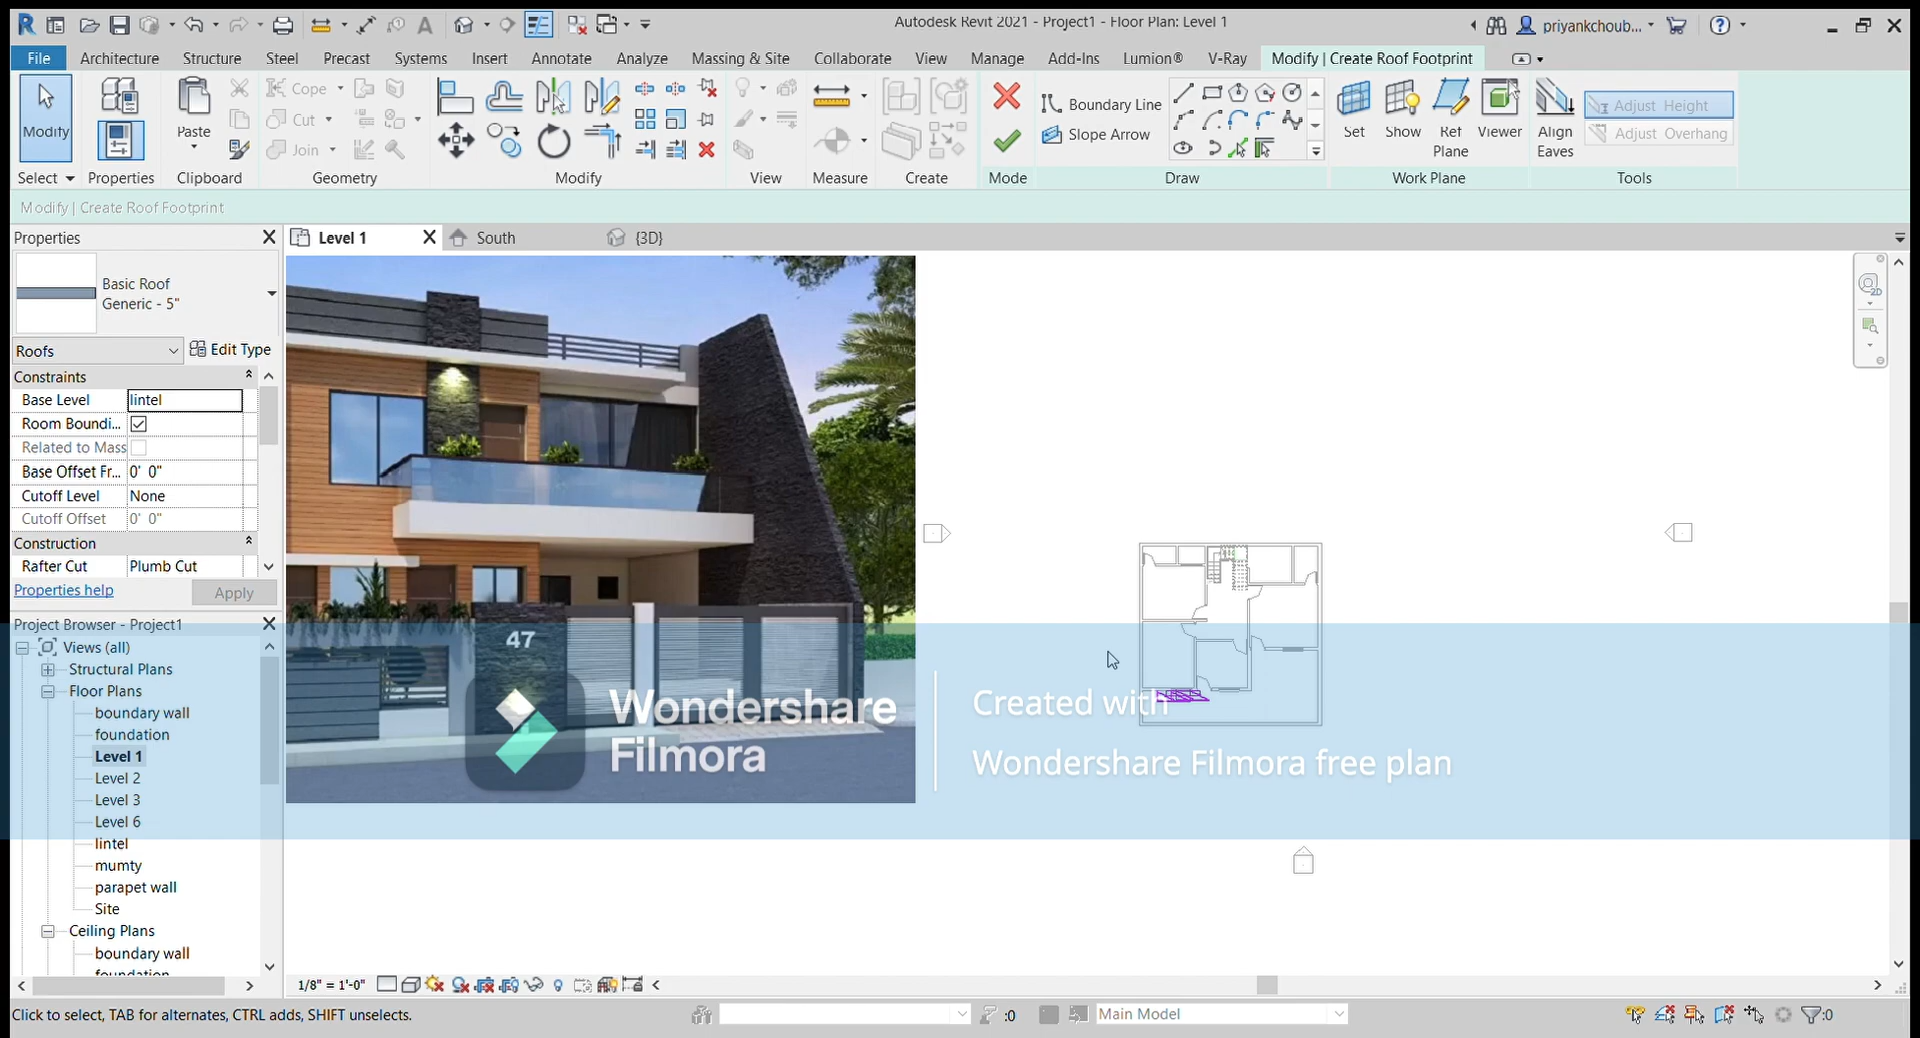 Autodesk Revit 2021 - Project1 - Floor Plan: Level 1
priyankchoub...
File Architecture Structure Steel Precast Systems Insert Annotate Analyze Massing & Site Collaborate View Manage Add-Ins Lumion® V-Ray Modify | Create Roof Footprint
Modify
Paste
Cope
Cut
Join
Boundary Line
Slope Arrow
Set Show Ref Plane Viewer
Align Eaves
Adjust Height
Adjust Overhang
Select Properties Clipboard Geometry Modify View Measure Create Mode Draw Work Plane Tools
Modify | Create Roof Footprint
Properties
Level 1 South {3D}
Basic Roof
Generic - 5"
Roofs Edit Type
Constraints
Base Level lintel
Room Boundi...
Related to Mass
Base Offset Fr... 0' 0"
Cutoff Level None
Cutoff Offset 0' 0"
Construction
Rafter Cut Plumb Cut
Properties help Apply
Project Browser - Project1
Views (all)
Structural Plans
Floor Plans
boundary wall
foundation
Level 1
Level 2
Level 3
Level 6
lintel
mumty
parapet wall
Site
Ceiling Plans
boundary wall
foundation
47
Wondershare
Filmora
Created with
Wondershare Filmora free plan
2D
1/8" = 1'-0"
Click to select, TAB for alternates, CTRL adds, SHIFT unselects.
:0
Main Model
:0